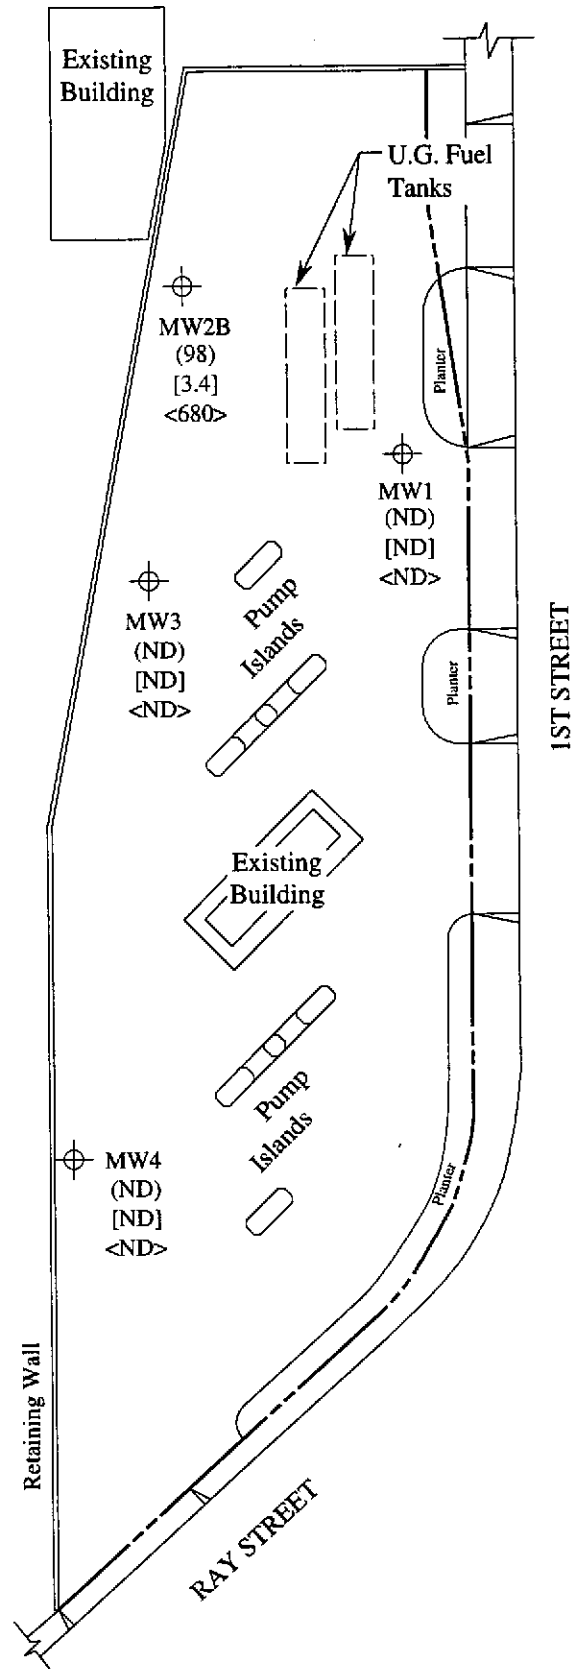 Existing
Building
U.G. Fuel
Tanks
MW2B
(98)
[3.4]
<680>
Planter
MW1
(ND)
[ND]
<ND>
MW3
(ND)
[ND]
<ND>
Pump
Islands
Planter
1ST STREET
Existing
Building
Pump
Islands
MW4
(ND)
[ND]
<ND>
Planter
Retaining Wall
RAY STREET